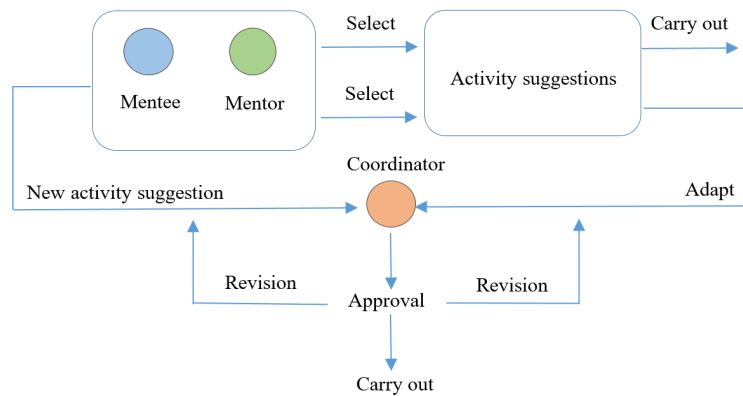 Select
Carry out
Activity suggestions
Mentee
Mentor
Select
Coordinator
New activity suggestion
Adapt
Revision
Revision
Approval
Carry out